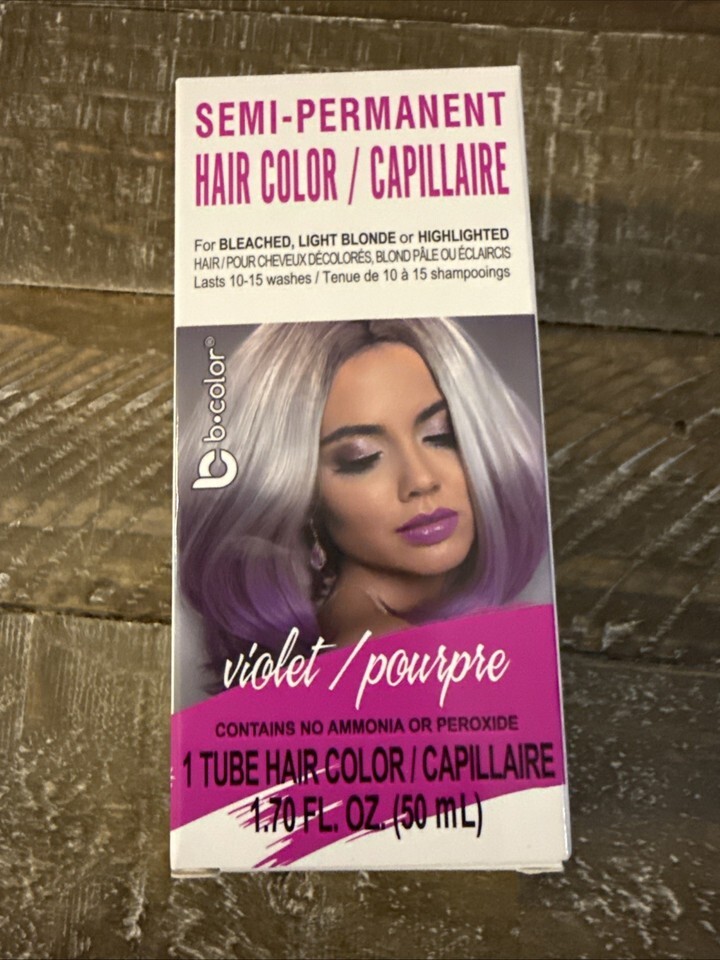 SEMI-PERMANENT
HAIR COLOR / CAPILLAIRE
For BLEACHED, LIGHT BLONDE or HIGHLIGHTED
HAIR / POUR CHEVEUX DÉCOLORÉS, BLOND PÂLE OU ÉCLAIRCIS
Lasts 10-15 washes / Tenue de 10 à 15 shampooings
b•color®
violet / pourpre
CONTAINS NO AMMONIA OR PEROXIDE
1 TUBE HAIR COLOR / CAPILLAIRE
1.70 FL. OZ. (50 mL)